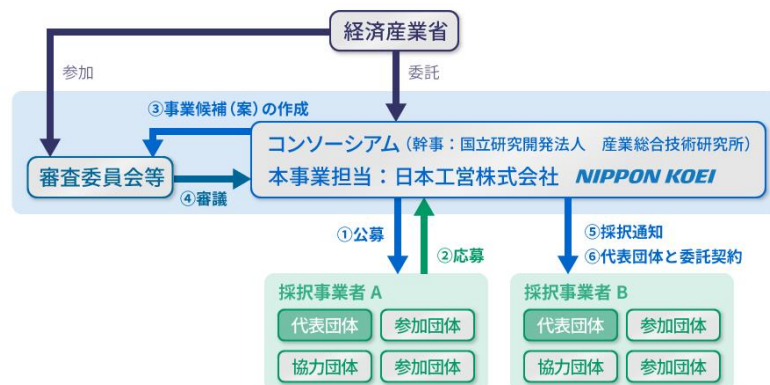 経済産業省
参加
委託
③事業候補(案)の作成
コンソーシアム(幹事:国立研究開発法人 産業総合技術研究所)
審査委員会等
本事業担当:日本工営株式会社 NIPPON KOEI
④審議
①公募
②応募
⑤採択通知
⑥代表団体と委託契約
採択事業者 A
代表団体
参加団体
協力団体
参加団体
採択事業者 B
代表団体
参加団体
協力団体
参加団体